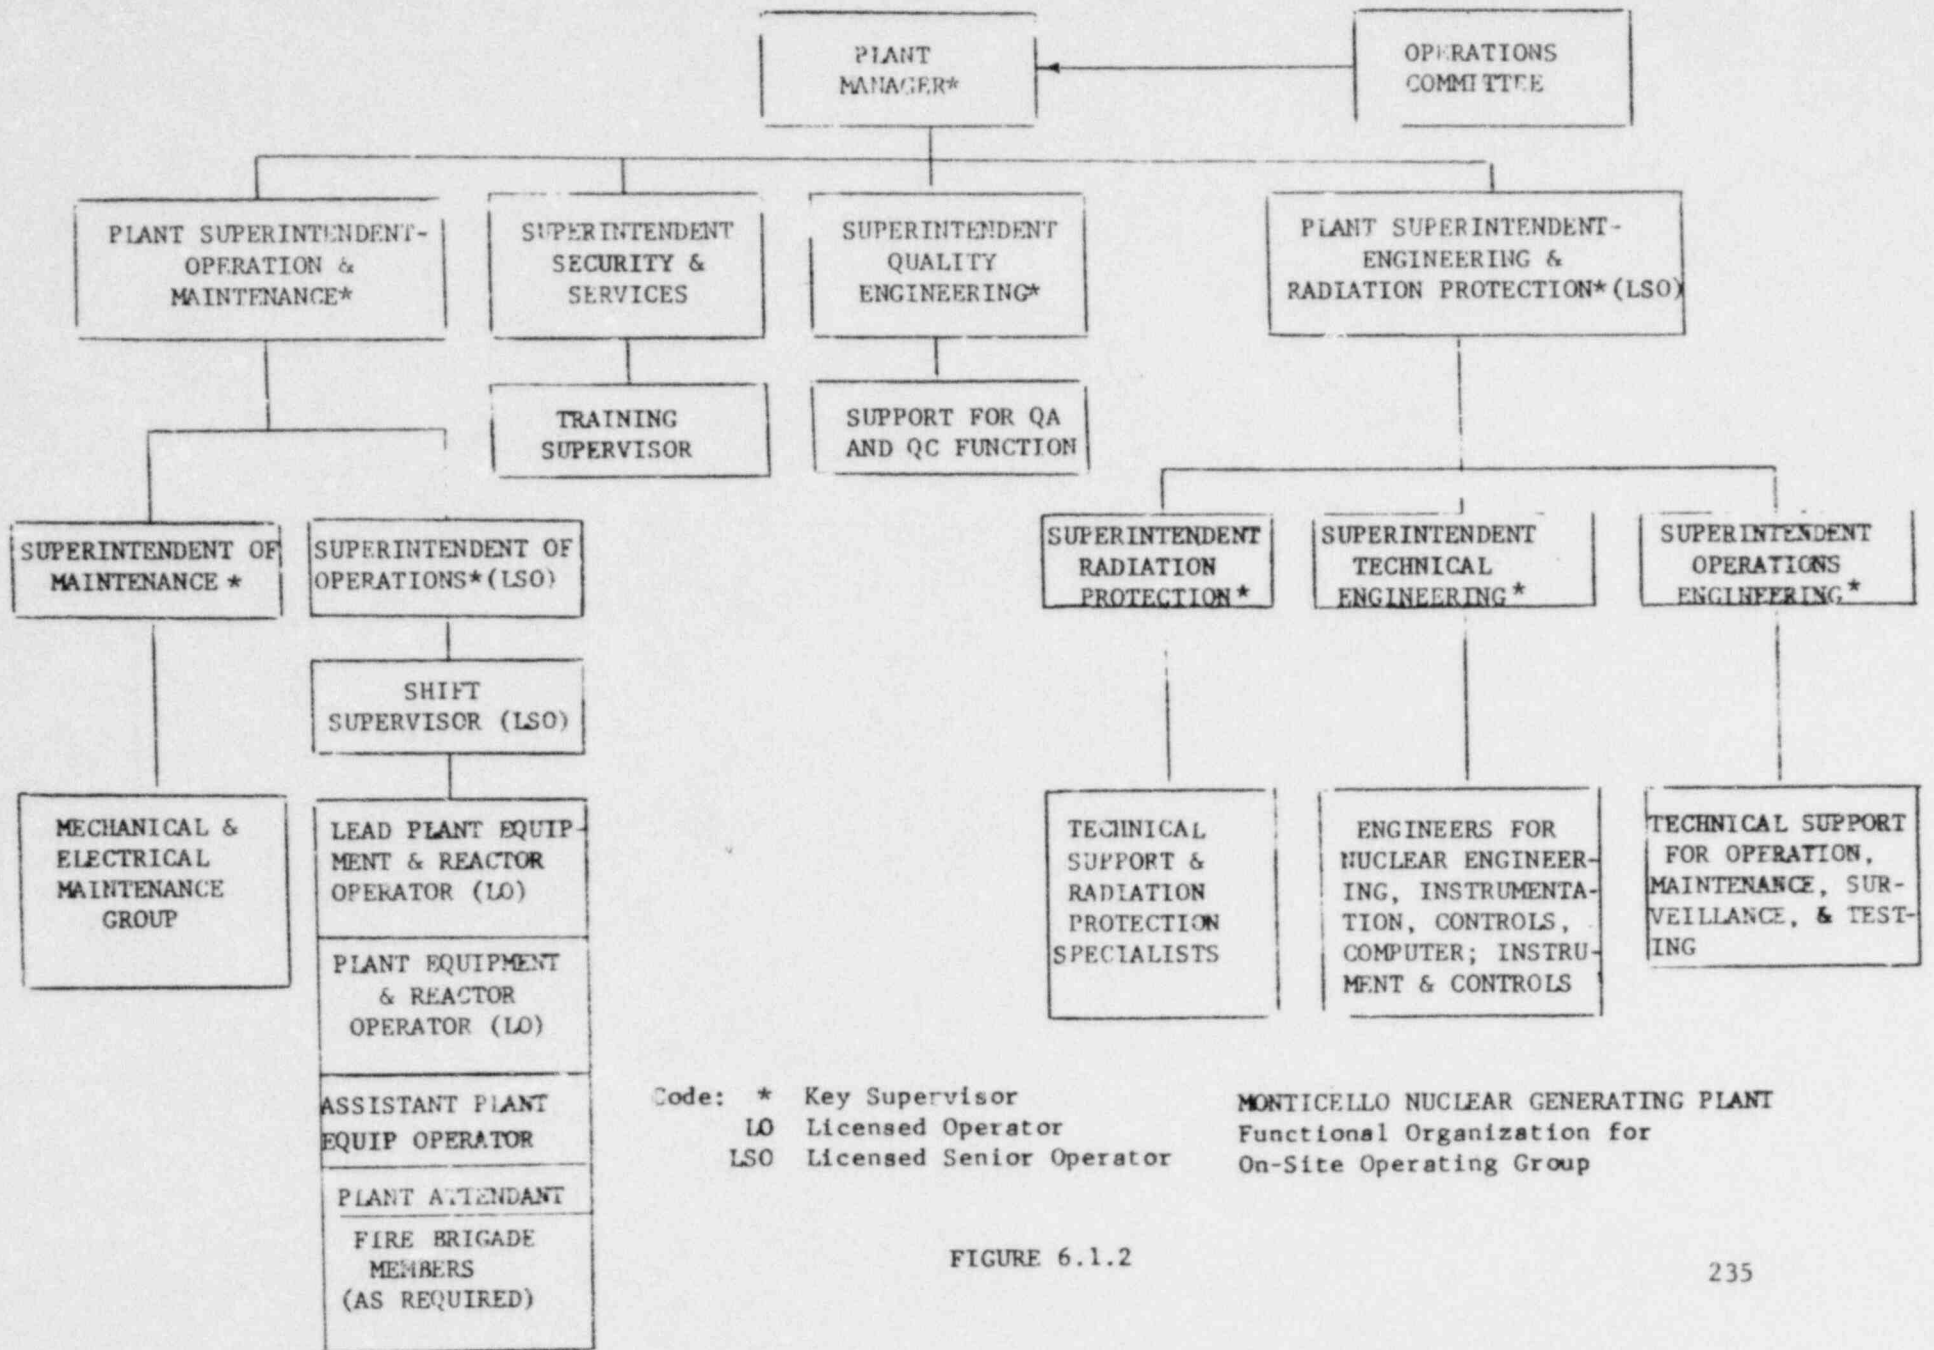 PLANT
MANAGER*
OPERATIONS
COMMITTEE
PLANT SUPERINTENDENT-
OPERATION &
MAINTENANCE*
SUPERINTENDENT
SECURITY &
SERVICES
SUPERINTENDENT
QUALITY
ENGINEERING*
PLANT SUPERINTENDENT-
ENGINEERING &
RADIATION PROTECTION*(LSO)
TRAINING
SUPERVISOR
SUPPORT FOR QA
AND QC FUNCTION
SUPERINTENDENT OF
MAINTENANCE *
SUPERINTENDENT OF
OPERATIONS*(LSO)
SUPERINTENDENT
RADIATION
PROTECTION*
SUPERINTENDENT
TECHNICAL
ENGINEERING*
SUPERINTENDENT
OPERATIONS
ENGINEERING*
SHIFT
SUPERVISOR (LSO)
MECHANICAL &
ELECTRICAL
MAINTENANCE
GROUP
LEAD PLANT EQUIP-
MENT & REACTOR
OPERATOR (LO)
PLANT EQUIPMENT
& REACTOR
OPERATOR (LO)
ASSISTANT PLANT
EQUIP OPERATOR
PLANT ATTENDANT
FIRE BRIGADE
MEMBERS
(AS REQUIRED)
TECHNICAL
SUPPORT &
RADIATION
PROTECTION
SPECIALISTS
ENGINEERS FOR
NUCLEAR ENGINEER-
ING, INSTRUMENTA-
TION, CONTROLS,
COMPUTER; INSTRU-
MENT & CONTROLS
TECHNICAL SUPPORT
FOR OPERATION,
MAINTENANCE, SUR-
VEILLANCE, & TEST-
ING
Code: * Key Supervisor
LO Licensed Operator
LSO Licensed Senior Operator
MONTICELLO NUCLEAR GENERATING PLANT
Functional Organization for
On-Site Operating Group
FIGURE 6.1.2
235